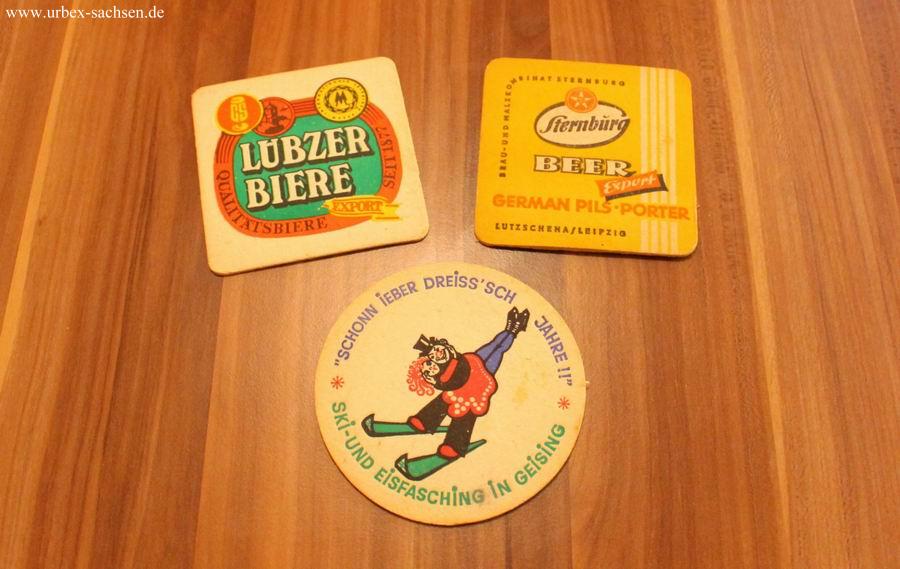 www.urbex-sachsen.de
LÜBZER
BIERE
EXPORT
QUALITÄTSBIERE
SEIT 1877
M
BRAU- UND MALZKOMBINAT STERNBURG
Sternburg
BEER
Export
GERMAN PILS·PORTER
LÜTZSCHENA/LEIPZIG
"SCHONN iEBER DREISS'SCH JAHRE !!"
* SKi-UND EiSFASCHiNG iN GEiSiNG *